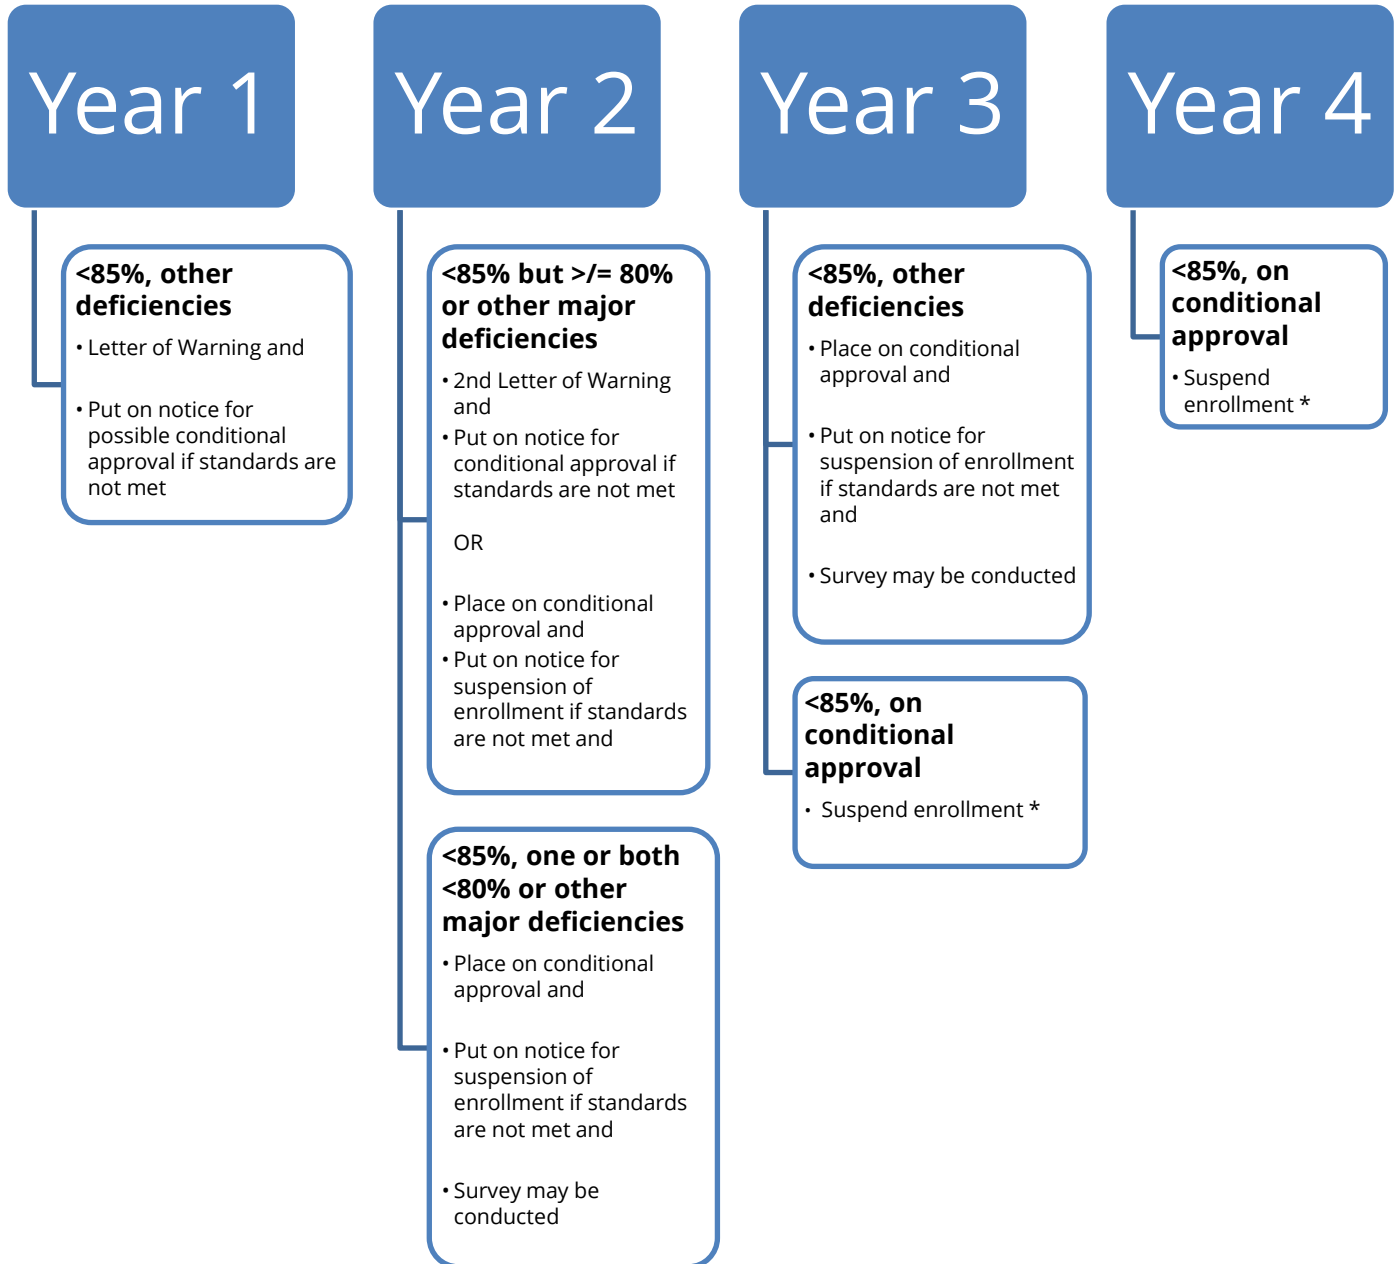 Year 1
<85%, other
deficiencies
• Letter of Warning and
• Put on notice for
possible conditional
approval if standards are
not met
Year 2
<85% but >/= 80%
or other major
deficiencies
• 2nd Letter of Warning
and
• Put on notice for
conditional approval if
standards are not met
OR
• Place on conditional
approval and
• Put on notice for
suspension of
enrollment if standards
are not met and
<85%, one or both
<80% or other
major deficiencies
• Place on conditional
approval and
• Put on notice for
suspension of
enrollment if standards
are not met and
• Survey may be
conducted
Year 3
<85%, other
deficiencies
• Place on conditional
approval and
• Put on notice for
suspension of enrollment
if standards are not met
and
• Survey may be conducted
<85%, on
conditional
approval
• Suspend enrollment *
Year 4
<85%, on
conditional
approval
• Suspend
enrollment *